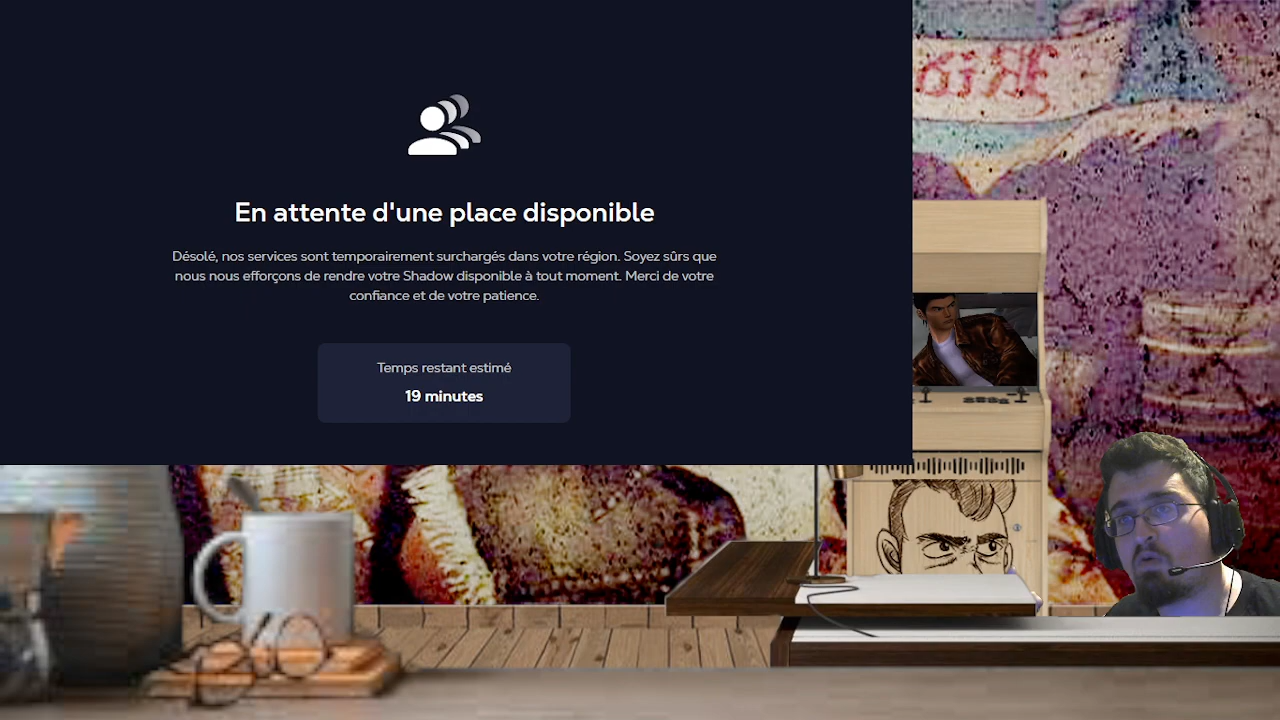 En attente d'une place disponible
Désolé, nos services sont temporairement surchargés dans votre région. Soyez sûrs que
nous nous efforçons de rendre votre Shadow disponible à tout moment. Merci de votre
confiance et de votre patience.
Temps restant estimé
19 minutes